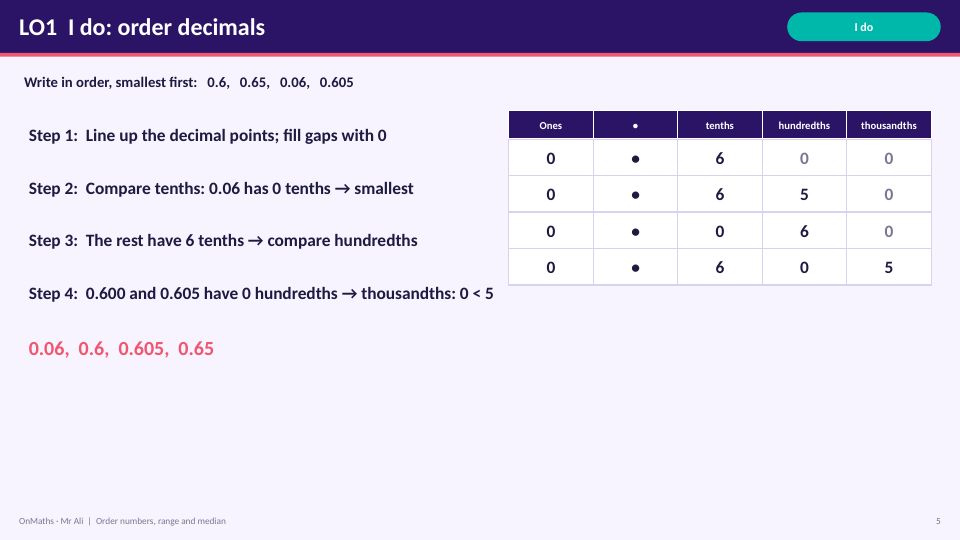 LO1 I do: order decimals
I do
Write in order, smallest first: 0.6, 0.65, 0.06, 0.605
Step 1: Line up the decimal points; fill gaps with 0
Step 2: Compare tenths: 0.06 has 0 tenths → smallest
Step 3: The rest have 6 tenths → compare hundredths
Step 4: 0.600 and 0.605 have 0 hundredths → thousandths: 0 < 5
0.06, 0.6, 0.605, 0.65
Ones • tenths hundredths thousandths
0 • 6 0 0
0 • 6 5 0
0 • 0 6 0
0 • 6 0 5
OnMaths - Mr Ali | Order numbers, range and median
5